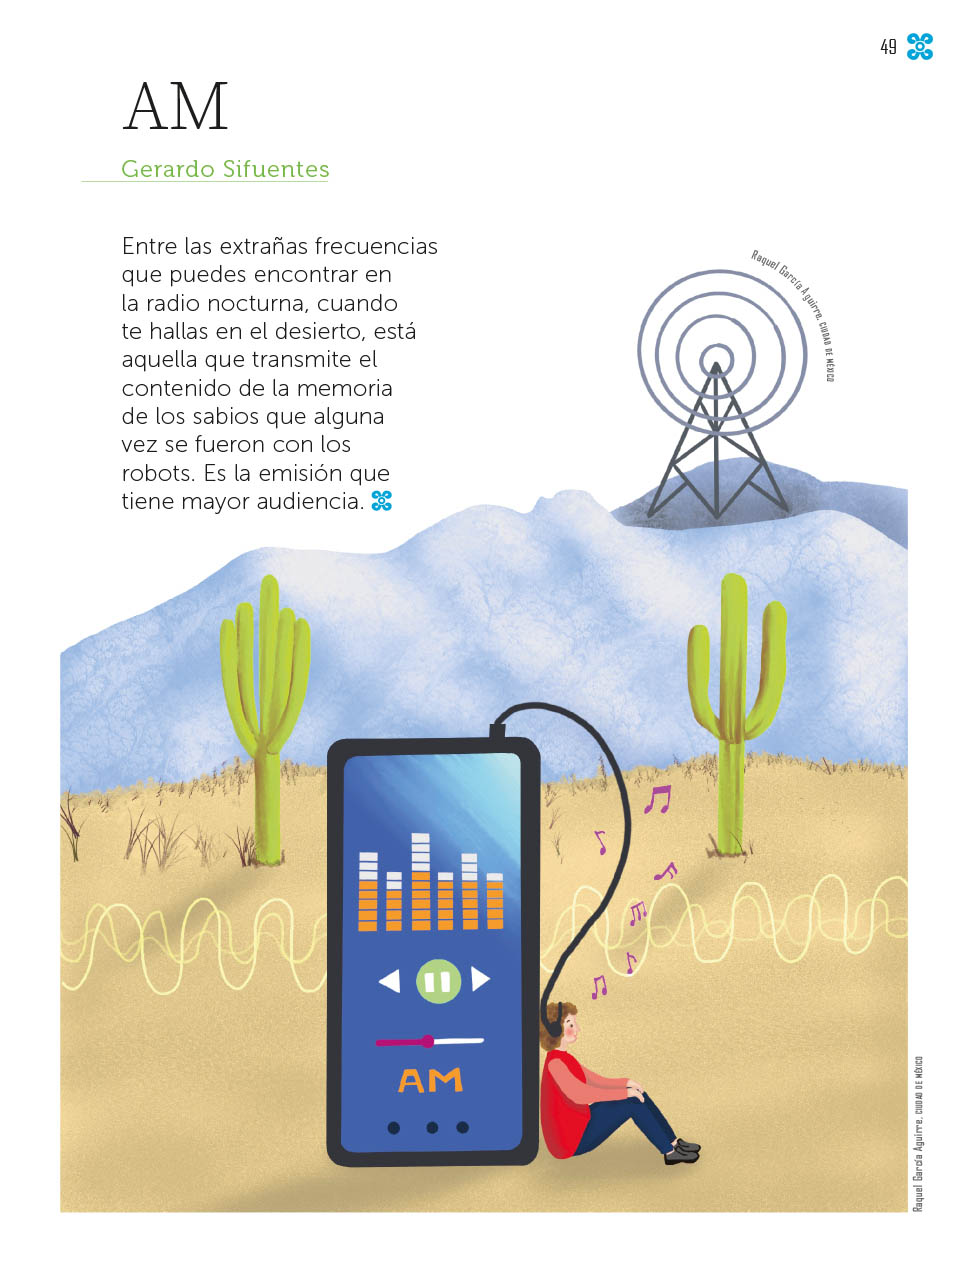 49
AM
Gerardo Sifuentes
Entre las extrañas frecuencias
que puedes encontrar en
la radio nocturna, cuando
te hallas en el desierto, está
aquella que transmite el
contenido de la memoria
de los sabios que alguna
vez se fueron con los
robots. Es la emisión que
tiene mayor audiencia.
Raquel García Aguirre, CIUDAD DE MÉXICO
AM
Raquel García Aguirre, CIUDAD DE MÉXICO